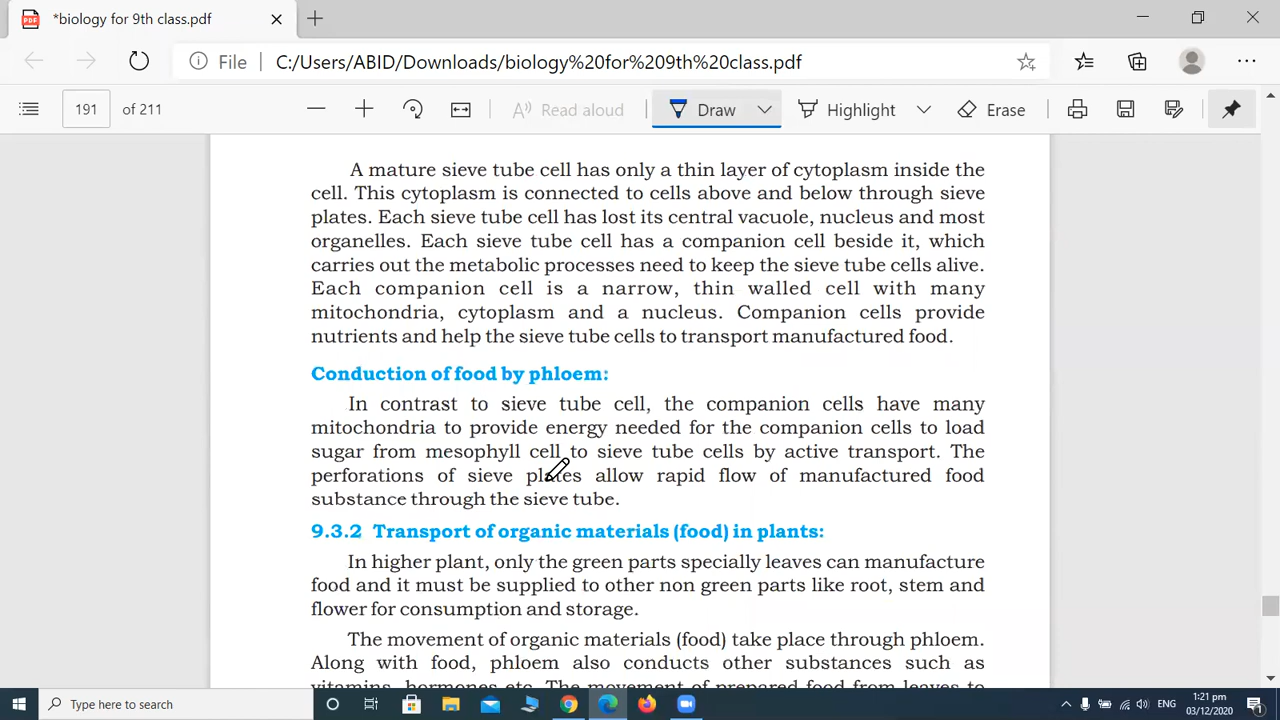 *biology for 9th class.pdf
File C:/Users/ABID/Downloads/biology%20for%209th%20class.pdf
191 of 211 Read aloud Draw Highlight Erase
A mature sieve tube cell has only a thin layer of cytoplasm inside the
cell. This cytoplasm is connected to cells above and below through sieve
plates. Each sieve tube cell has lost its central vacuole, nucleus and most
organelles. Each sieve tube cell has a companion cell beside it, which
carries out the metabolic processes need to keep the sieve tube cells alive.
Each companion cell is a narrow, thin walled cell with many
mitochondria, cytoplasm and a nucleus. Companion cells provide
nutrients and help the sieve tube cells to transport manufactured food.
Conduction of food by phloem:
In contrast to sieve tube cell, the companion cells have many
mitochondria to provide energy needed for the companion cells to load
sugar from mesophyll cell to sieve tube cells by active transport. The
perforations of sieve plates allow rapid flow of manufactured food
substance through the sieve tube.
9.3.2 Transport of organic materials (food) in plants:
In higher plant, only the green parts specially leaves can manufacture
food and it must be supplied to other non green parts like root, stem and
flower for consumption and storage.
The movement of organic materials (food) take place through phloem.
Along with food, phloem also conducts other substances such as
vitamins, hormones etc. The movement of prepared food from leaves to
Type here to search
ENG
1:21 pm
03/12/2020